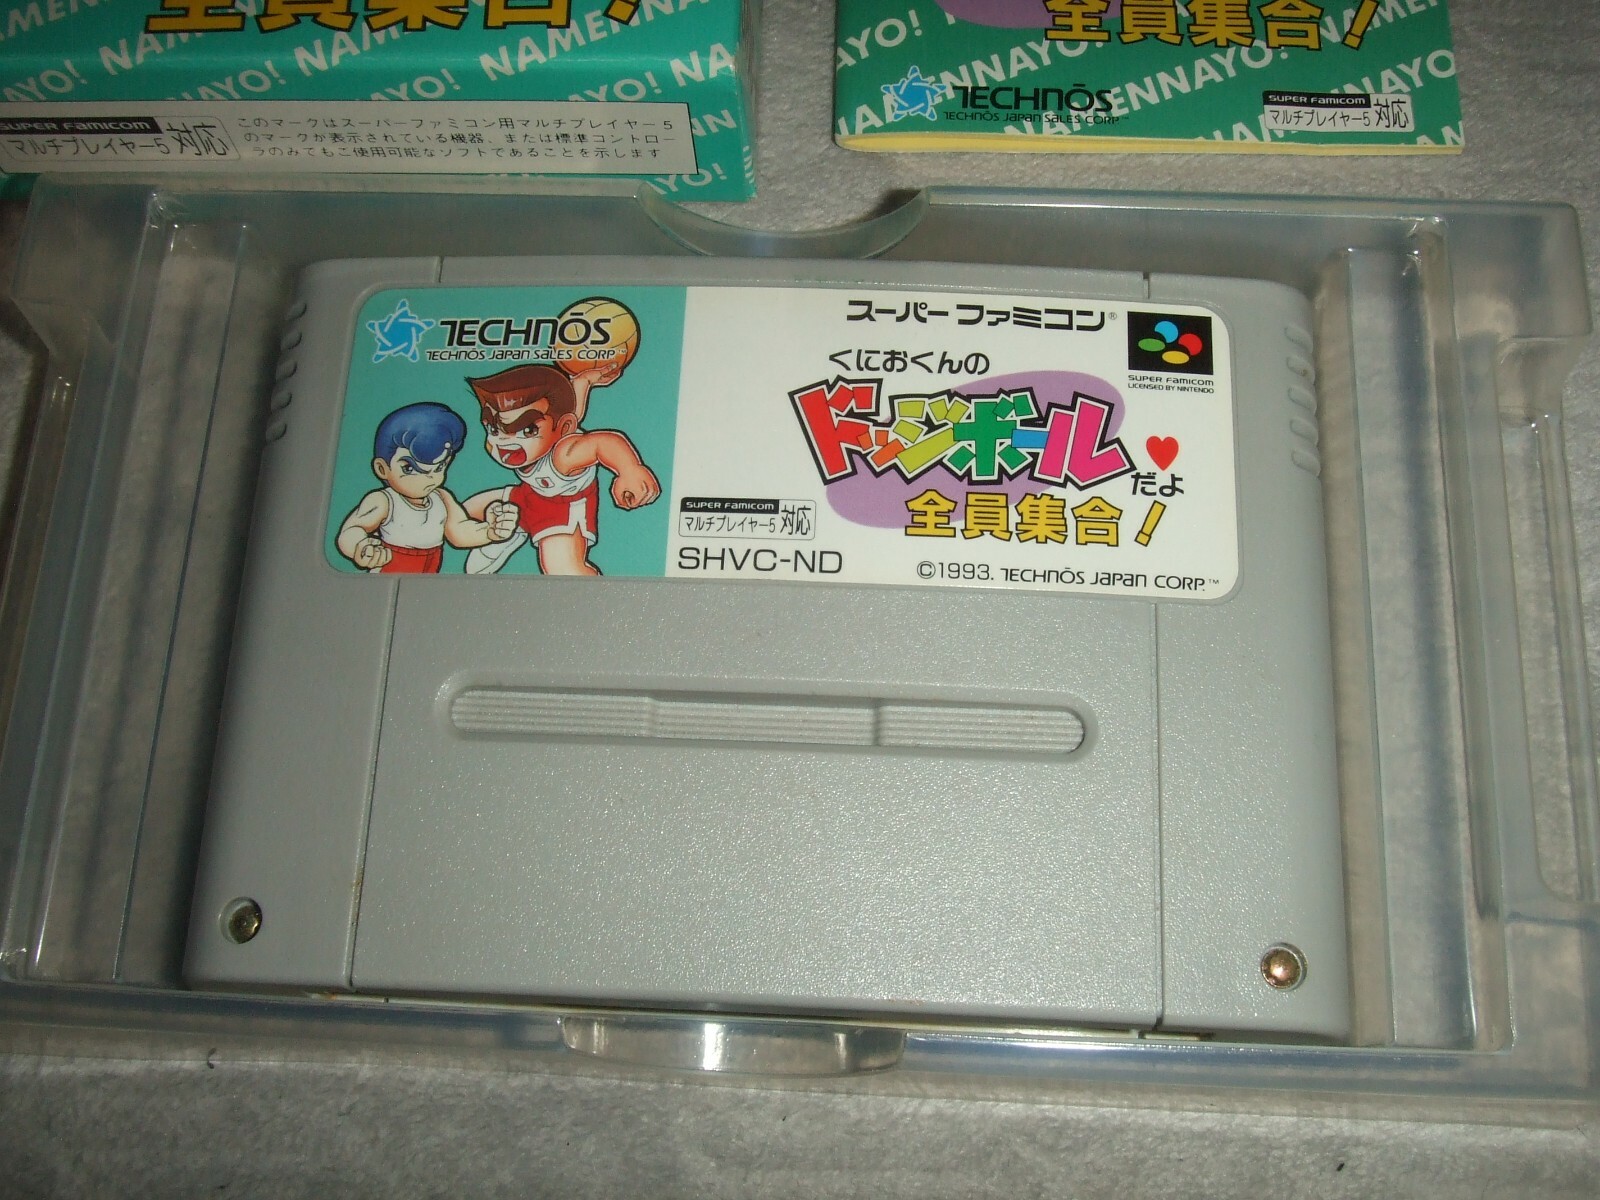 全員集合!
NAMENNAYO! NAMENNAYO! NA
SUPER FAMICOM
マルチプレイヤー5 対応
このマークはスーパーファミコン用マルチプレイヤー5
のマークが表示されている機器、または標準コントロー
ラのみでもご使用可能なソフトであることを示します
YO!
全員集合!
NAMENNAYO! NAMENNAYO
TECHNŌS
TECHNŌS JAPAN SALES CORP.™
SUPER FAMICOM
マルチプレイヤー5 対応
TECHNŌS
TECHNŌS JAPAN SALES CORP.™
スーパーファミコン®
SUPER FAMICOM
LICENSED BY NINTENDO
くにおくんの
ドッジボール
♥だよ
全員集合!
SUPER FAMICOM
マルチプレイヤー5 対応
SHVC-ND
©1993. TECHNŌS JAPAN CORP.™